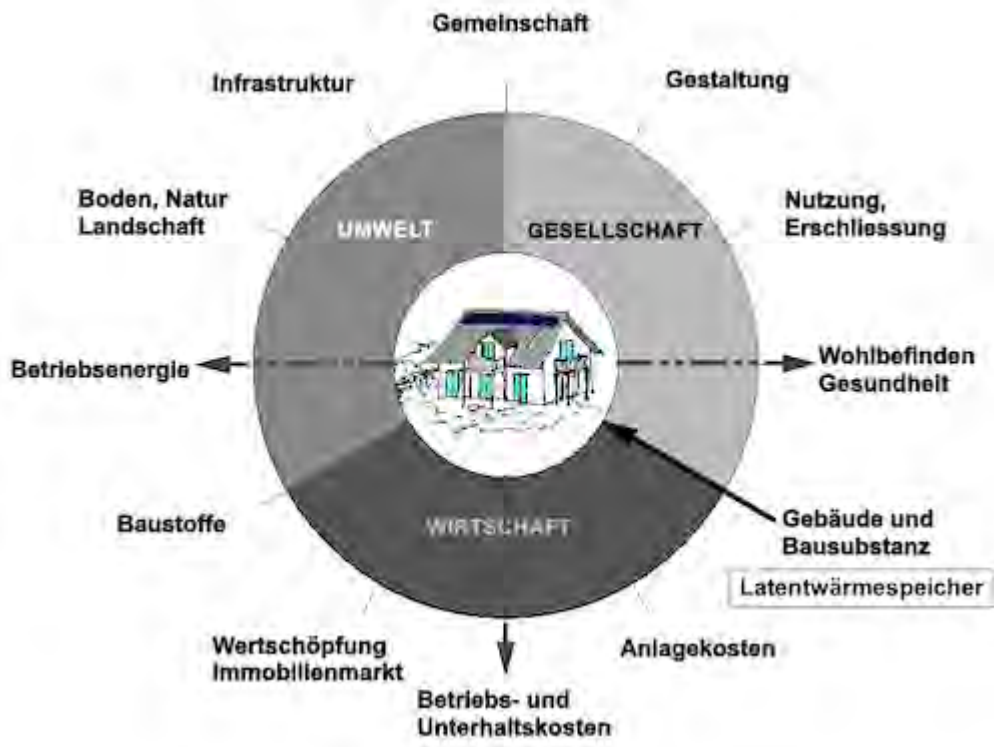 Gemeinschaft
Infrastruktur
Gestaltung
Boden, Natur
Landschaft
Nutzung,
Erschliessung
UMWELT
GESELLSCHAFT
Betriebsenergie
Wohlbefinden
Gesundheit
Baustoffe
WIRTSCHAFT
Gebäude und
Bausubstanz
Latentwärmespeicher
Wertschöpfung
Immobilienmarkt
Anlagekosten
Betriebs- und
Unterhaltskosten